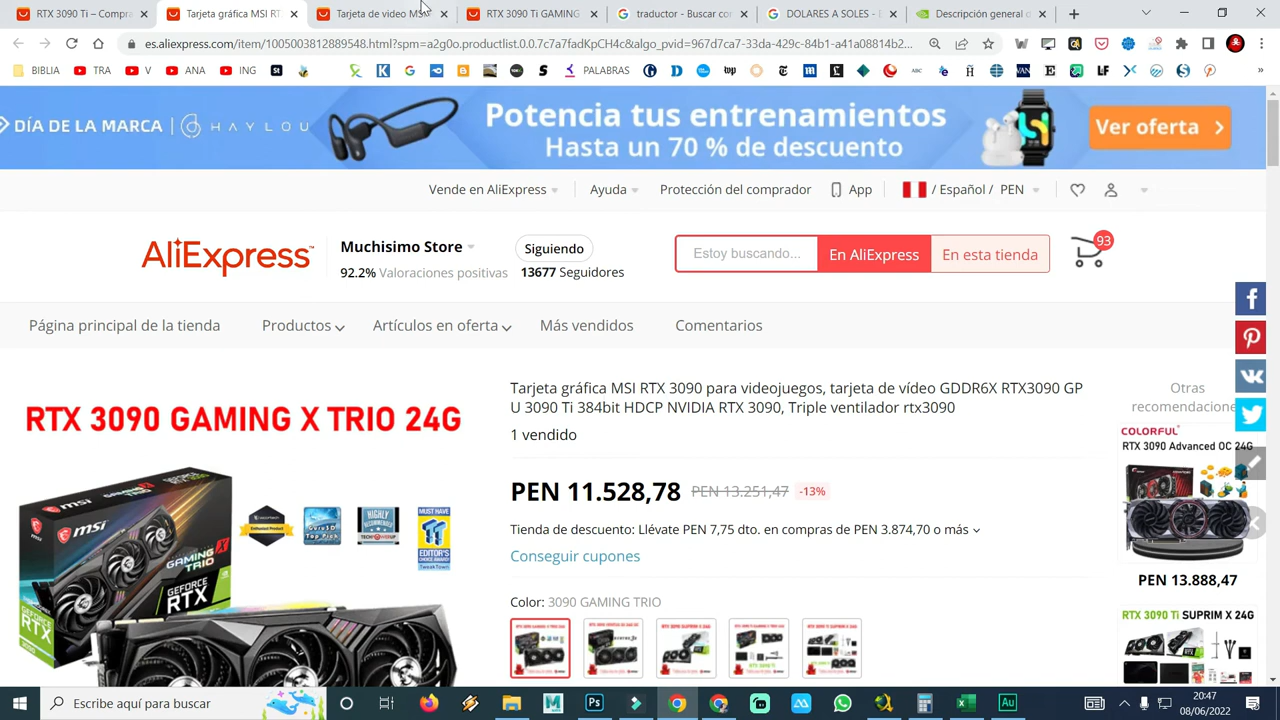 RTX 3090 Ti – Compra
Tarjeta gráfica MSI RT
Tarjeta de video MSI
RTX 3090 Ti GAMING
traductor - Buscar con
DOLARES A SOLES - B
Descripción general d
es.aliexpress.com/item/1005003812889548.html?spm=a2g0o.productlist.0.0.1c7a7fadKpCH4c&algo_pvid=967d7ca7-33da-429c-84b1-a41a08814b2...
BIBLIA
TRA
V
ANA
ING
PALABRAS
DÍA DE LA MARCA | HAYLOU
Potencia tus entrenamientos
Hasta un 70 % de descuento
Ver oferta
Vende en AliExpress
Ayuda
Protección del comprador
App
/ Español / PEN
AliExpress
Muchisimo Store
Siguiendo
92.2% Valoraciones positivas
13677 Seguidores
Estoy buscando...
En AliExpress
En esta tienda
93
Página principal de la tienda
Productos
Artículos en oferta
Más vendidos
Comentarios
RTX 3090 GAMING X TRIO 24G
msi
GAMING X
TRIO
GEFORCE
RTX
HIGHLY
RECOMMENDED
MUST HAVE
EDITOR'S
CHOICE
Tarjeta gráfica MSI RTX 3090 para videojuegos, tarjeta de vídeo GDDR6X RTX3090 GP
U 3090 Ti 384bit HDCP NVIDIA RTX 3090, Triple ventilador rtx3090
1 vendido
PEN 11.528,78
PEN 13.251,47
-13%
Tienda de descuento: Llévate PEN 7,75 dto. en compras de PEN 3.874,70 o más
Conseguir cupones
Color: 3090 GAMING TRIO
Otras
recomendacione
COLORFUL
RTX 3090 Advanced OC 24G
PEN 13.888,47
RTX 3090 Ti SUPRIM X 24G
Escribe aquí para buscar
20:47
08/06/2022